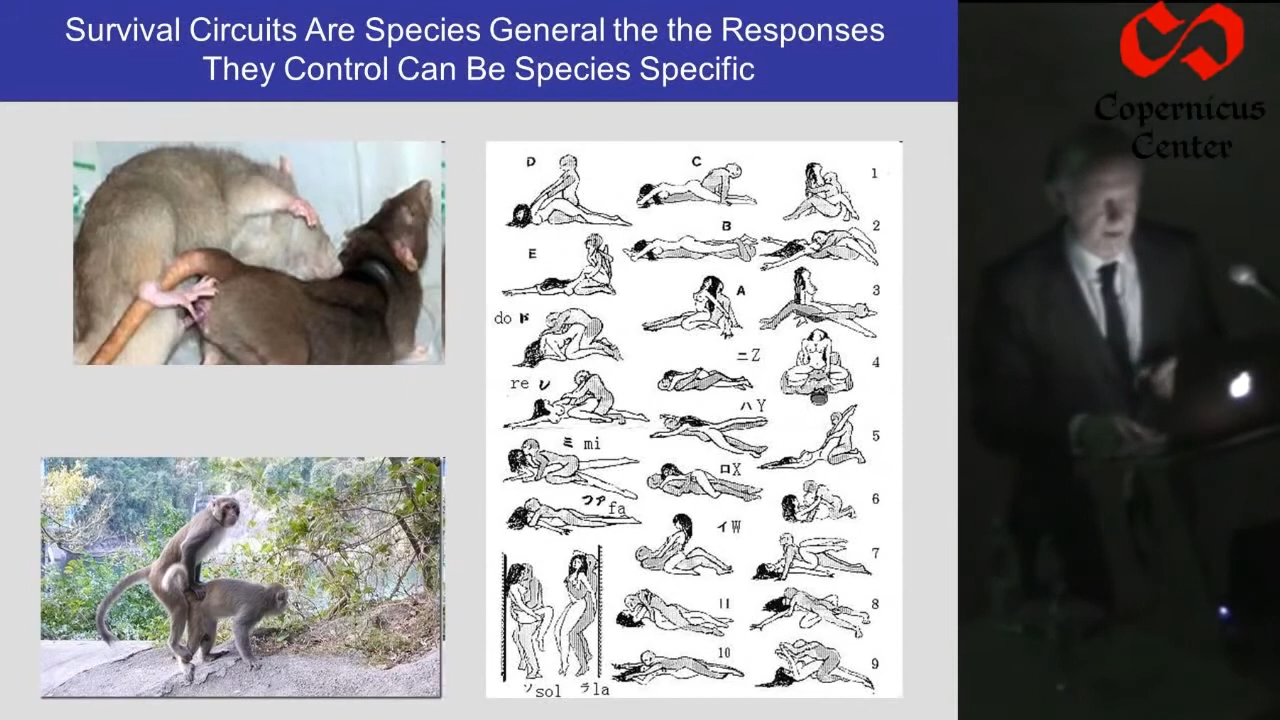 Survival Circuits Are Species General the the Responses
They Control Can Be Species Specific
Copernicus
Center
D
C
1
B
2
E
A
3
do ド
ニZ
4
re レ
ハY
5
ミ mi
ロX
6
ファ fa
イW
7
11
8
10
9
ソ sol
ラ la